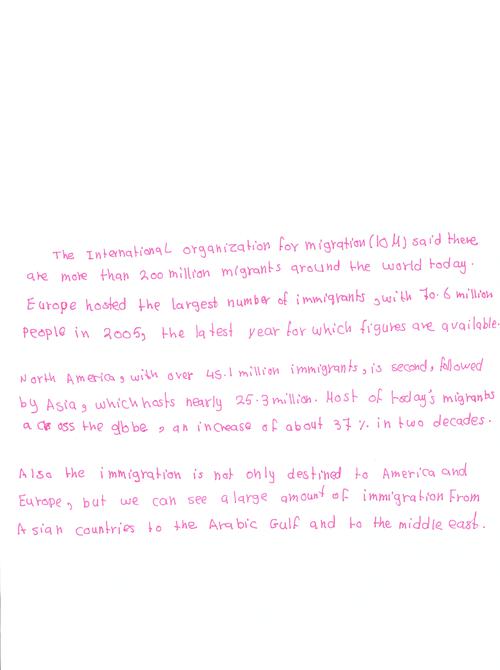 The International organization for migration (IOM) said there
are more than 200 million migrants around the world today.
Europe hosted the largest number of immigrants , with 70.6 million
People in 2005, the latest year for which figures are available.
North America, with over 45.1 million immigrants, is second, followed
by Asia, which hosts nearly 25.3 million. Most of today's migrants
a cross the globe , an increase of about 37 % in two decades.
Also the immigration is not only destined to America and
Europe, but we can see a large amount of immigration From
Asian countries to the Arabic Gulf and to the middle east.